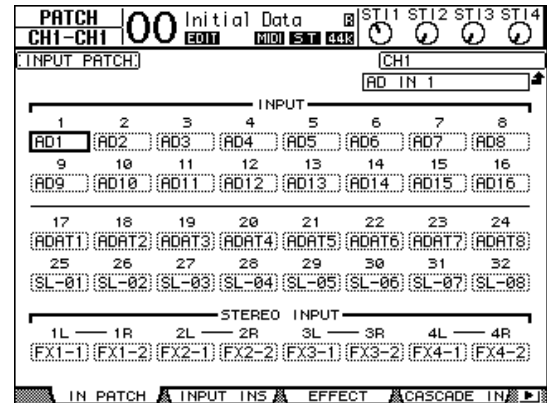 PATCH 00 Initial Data R ST11 ST12 ST13 ST14
CH1-CH1 EDIT MIDI ST 44K
INPUT PATCH CH1
AD IN 1
INPUT
1 2 3 4 5 6 7 8
AD1 AD2 AD3 AD4 AD5 AD6 AD7 AD8
9 10 11 12 13 14 15 16
AD9 AD10 AD11 AD12 AD13 AD14 AD15 AD16
17 18 19 20 21 22 23 24
ADAT1 ADAT2 ADAT3 ADAT4 ADAT5 ADAT6 ADAT7 ADAT8
25 26 27 28 29 30 31 32
SL-01 SL-02 SL-03 SL-04 SL-05 SL-06 SL-07 SL-08
STEREO INPUT
1L 1R 2L 2R 3L 3R 4L 4R
FX1-1 FX1-2 FX2-1 FX2-2 FX3-1 FX3-2 FX4-1 FX4-2
IN PATCH INPUT INS EFFECT CASCADE IN